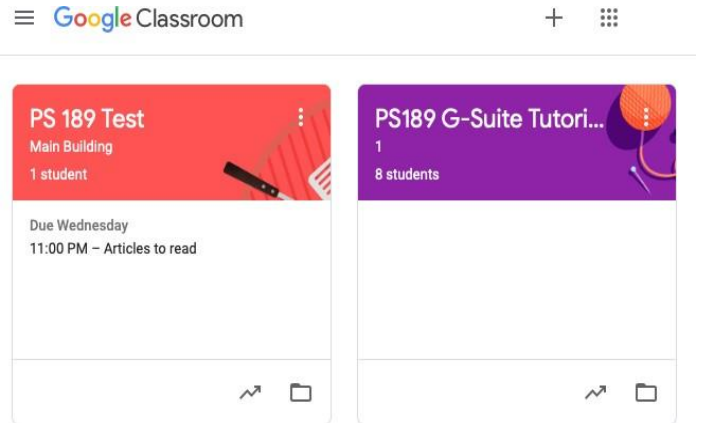 Google Classroom
PS 189 Test
Main Building
1 student
Due Wednesday
11:00 PM – Articles to read
PS189 G-Suite Tutori...
1
8 students